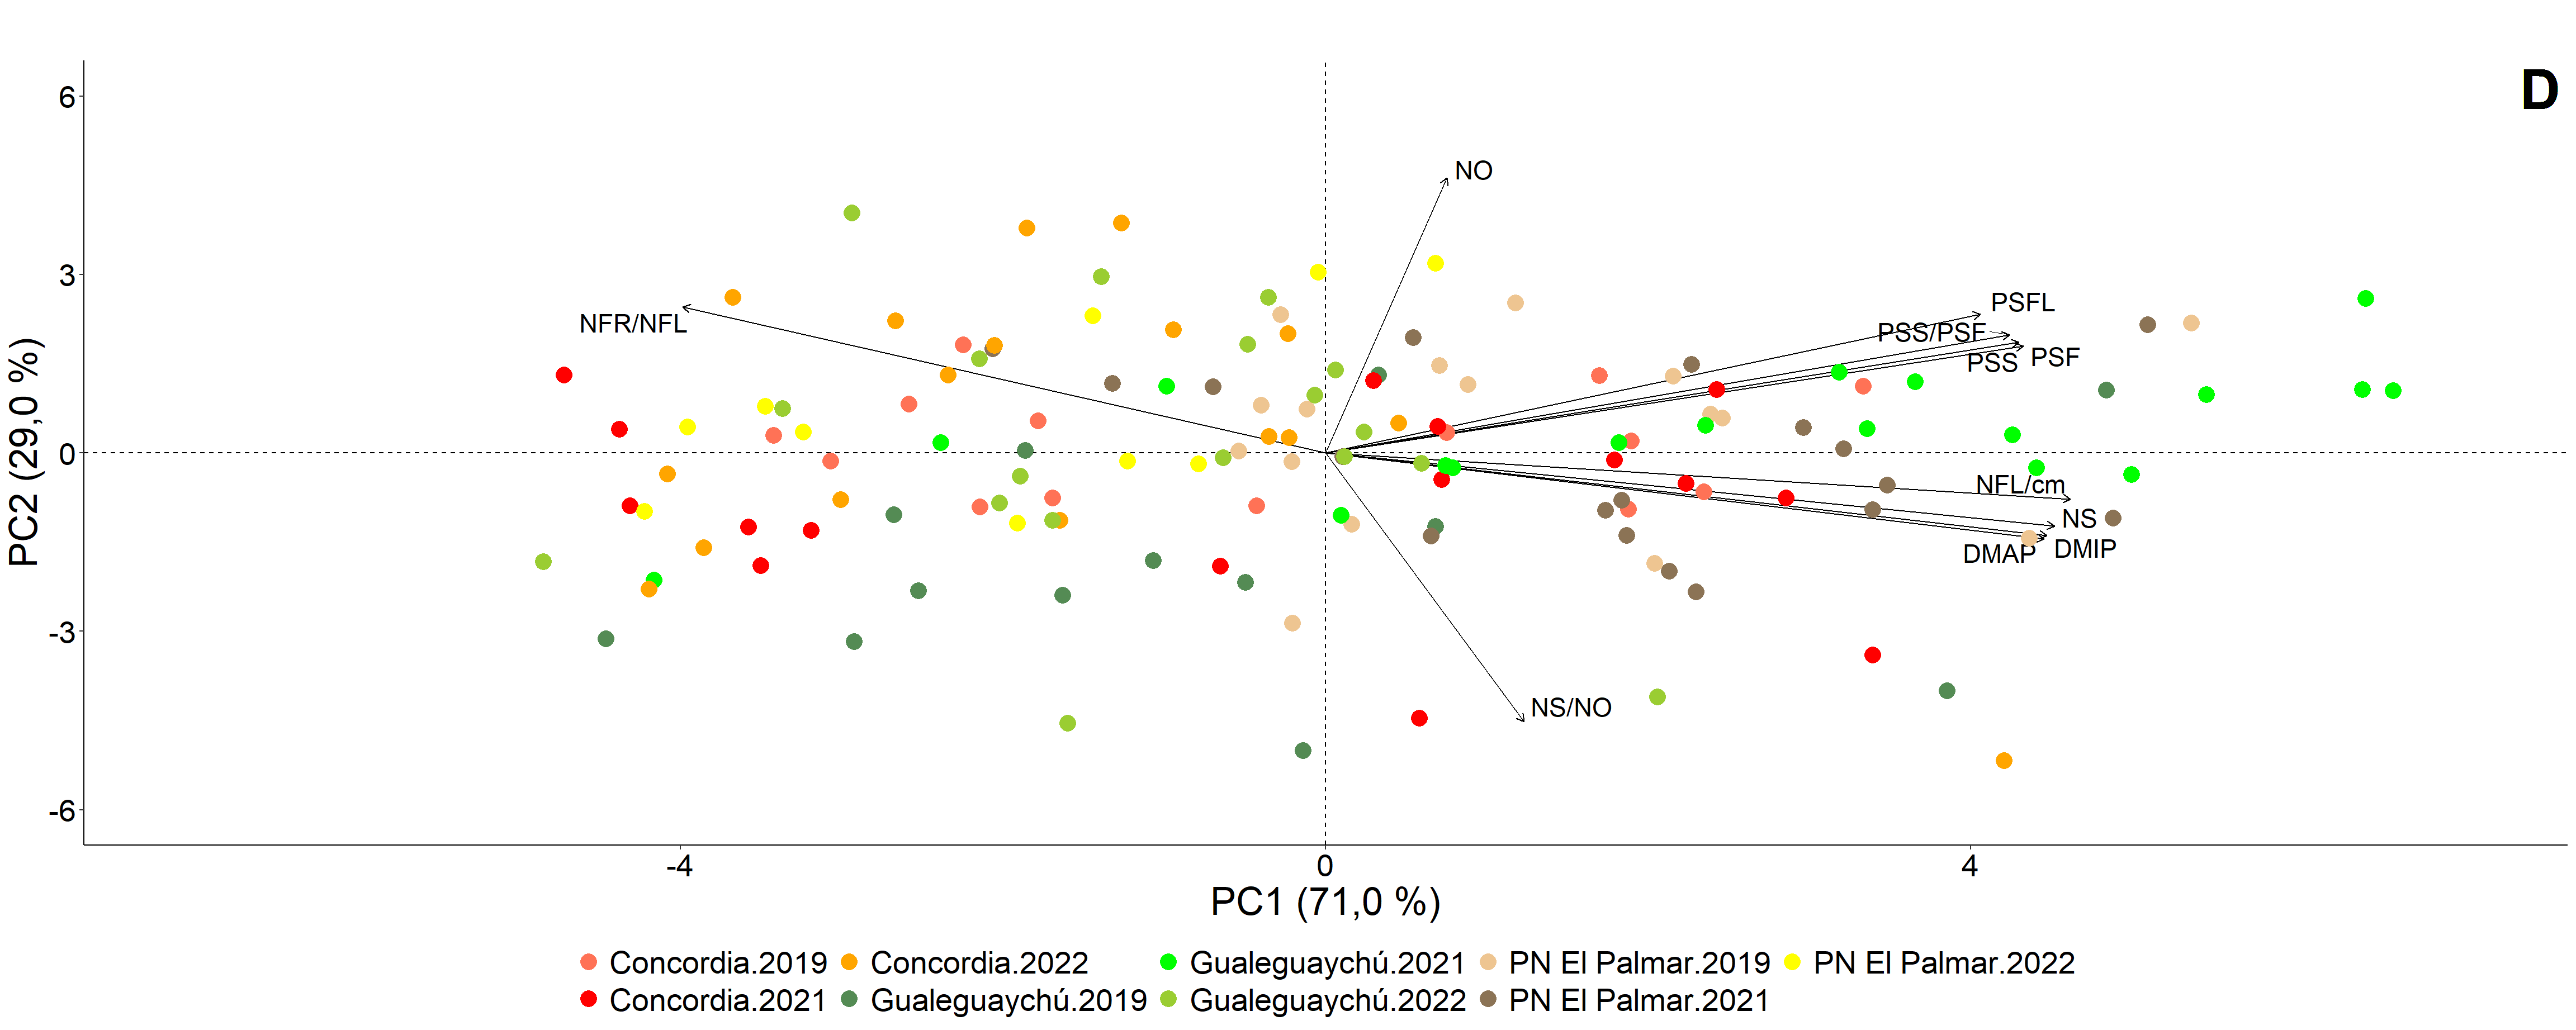 D
6
3
0
-3
-6
PC2 (29,0 %)
NO
NFR/NFL
PSFL
PSS/PSF
PSS PSF
NFL/cm
NS
DMAP DMIP
NS/NO
-4 0 4
PC1 (71,0 %)
Concordia.2019 Concordia.2022 Gualeguaychú.2021 PN El Palmar.2019 PN El Palmar.2022
Concordia.2021 Gualeguaychú.2019 Gualeguaychú.2022 PN El Palmar.2021